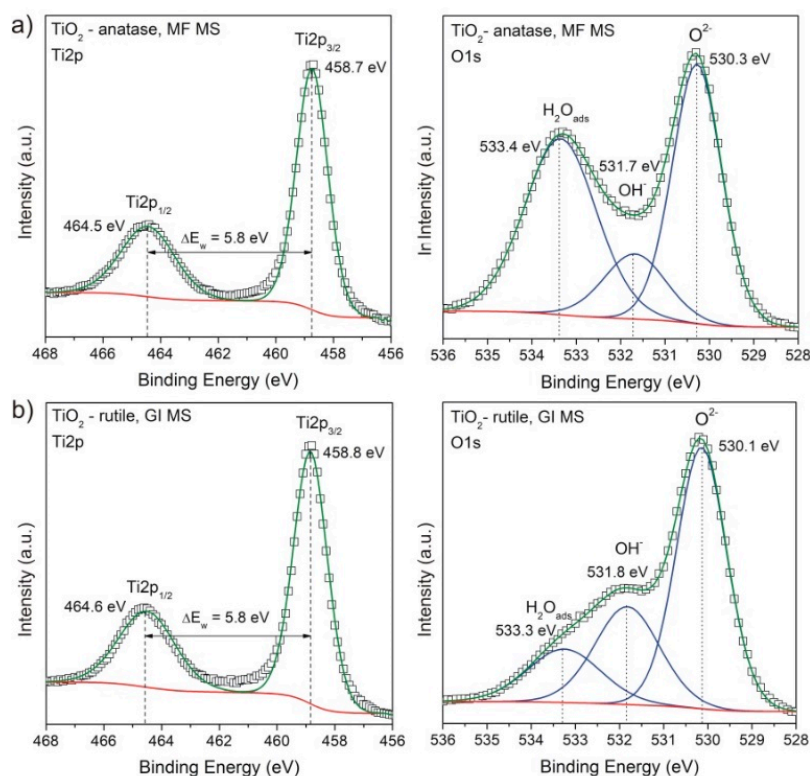 a)
TiO2 - anatase, MF MS
Ti2p
Ti2p3/2
458.7 eV
Ti2p1/2
464.5 eV
ΔEw = 5.8 eV
Intensity (a.u.)
468 466 464 462 460 458 456
Binding Energy (eV)
TiO2- anatase, MF MS
O1s
O2-
530.3 eV
H2Oads
533.4 eV
531.7 eV
OH-
In Intensity (a.u.)
536 535 534 533 532 531 530 529 528
Binding Energy (eV)
b)
TiO2 - rutile, GI MS
Ti2p
Ti2p3/2
458.8 eV
Ti2p1/2
464.6 eV
ΔEw = 5.8 eV
Intensity (a.u.)
468 466 464 462 460 458 456
Binding Energy (eV)
TiO2- rutile, GI MS
O1s
O2-
530.1 eV
OH-
531.8 eV
H2Oads
533.3 eV
Intensity (a.u.)
536 535 534 533 532 531 530 529 528
Binding Energy (eV)